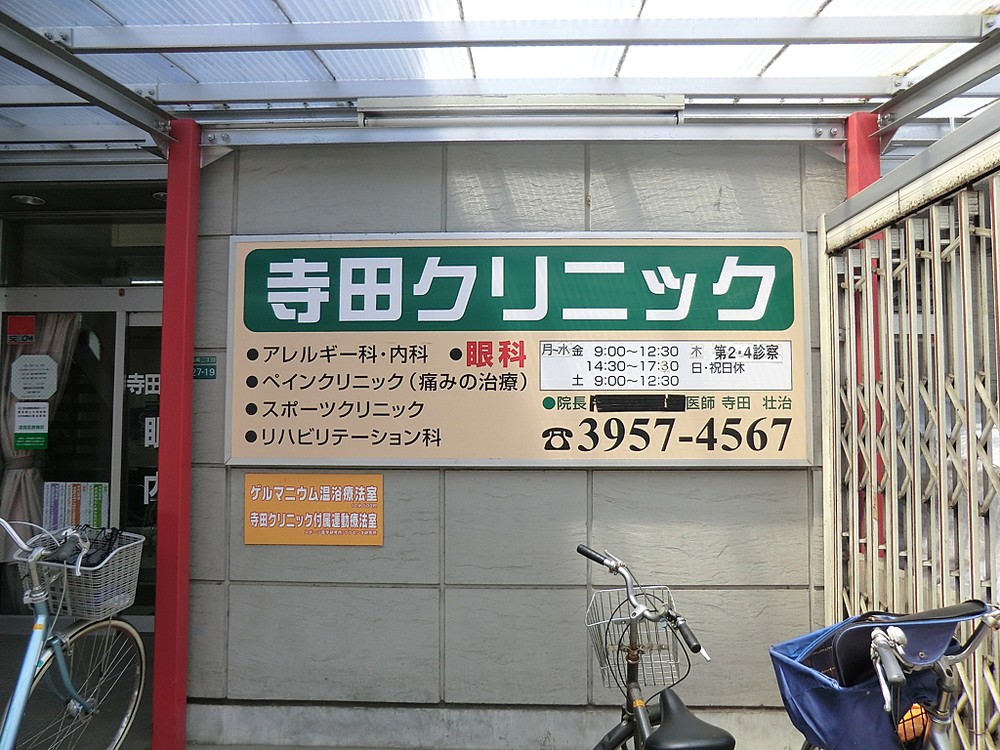 寺田クリニック
●アレルギー科・内科 ●眼科
●ペインクリニック(痛みの治療)
●スポーツクリニック
●リハビリテーション科
月~水金 9:00~12:30 木 第2・4診察
14:30~17:30 日・祝日休
土 9:00~12:30
●院長 医師 寺田 壮治
☎3957-4567
ゲルマニウム温浴療法室
寺田クリニック付属運動療法室
SECOM
27-19
寺田
眼
内